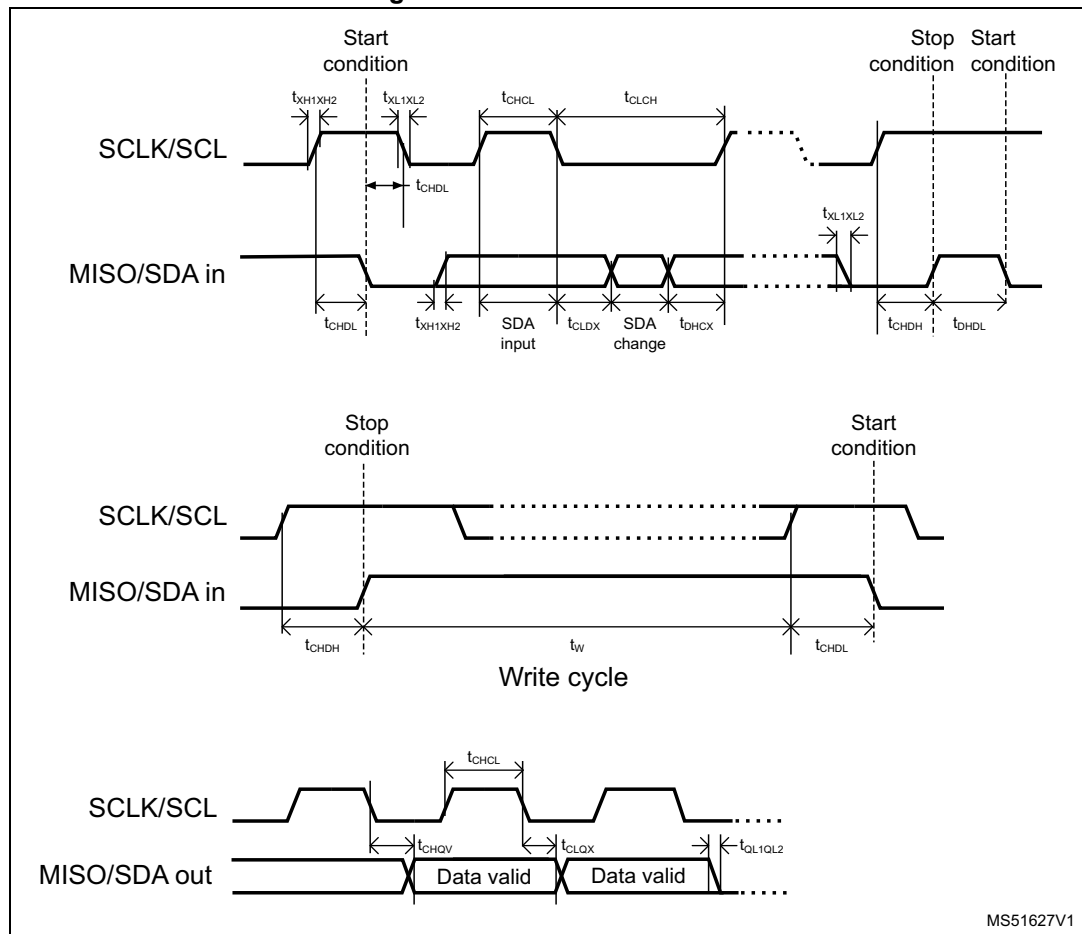 Start
condition
Stop
condition
Start
condition
tXH1XH2
tXL1XL2
tCHCL
tCLCH
SCLK/SCL
tCHDL
tXL1XL2
MISO/SDA in
tCHDL
tXH1XH2
SDA
input
tCLDX
SDA
change
tDHCX
tCHDH
tDHDL
Stop
condition
Start
condition
SCLK/SCL
MISO/SDA in
tCHDH
tW
tCHDL
Write cycle
tCHCL
SCLK/SCL
tCHQV
tCLQX
tQL1QL2
MISO/SDA out
Data valid
Data valid
MS51627V1